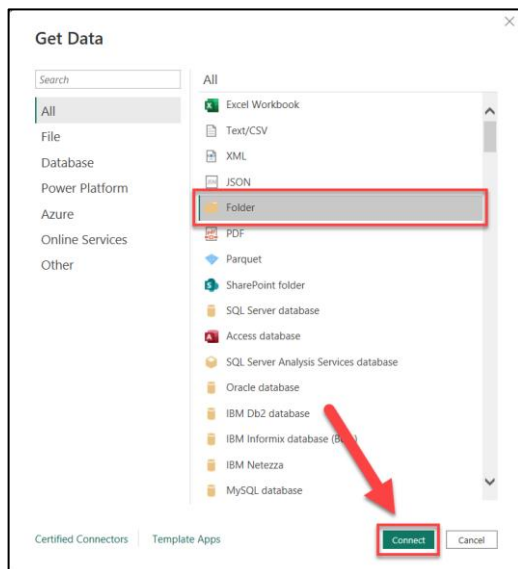 Get Data
Search
All
File
Database
Power Platform
Azure
Online Services
Other
All
Excel Workbook
Text/CSV
XML
JSON
Folder
PDF
Parquet
SharePoint folder
SQL Server database
Access database
SQL Server Analysis Services database
Oracle database
IBM Db2 database
IBM Informix database
IBM Netezza
MySQL database
Certified Connectors
Template Apps
Connect
Cancel